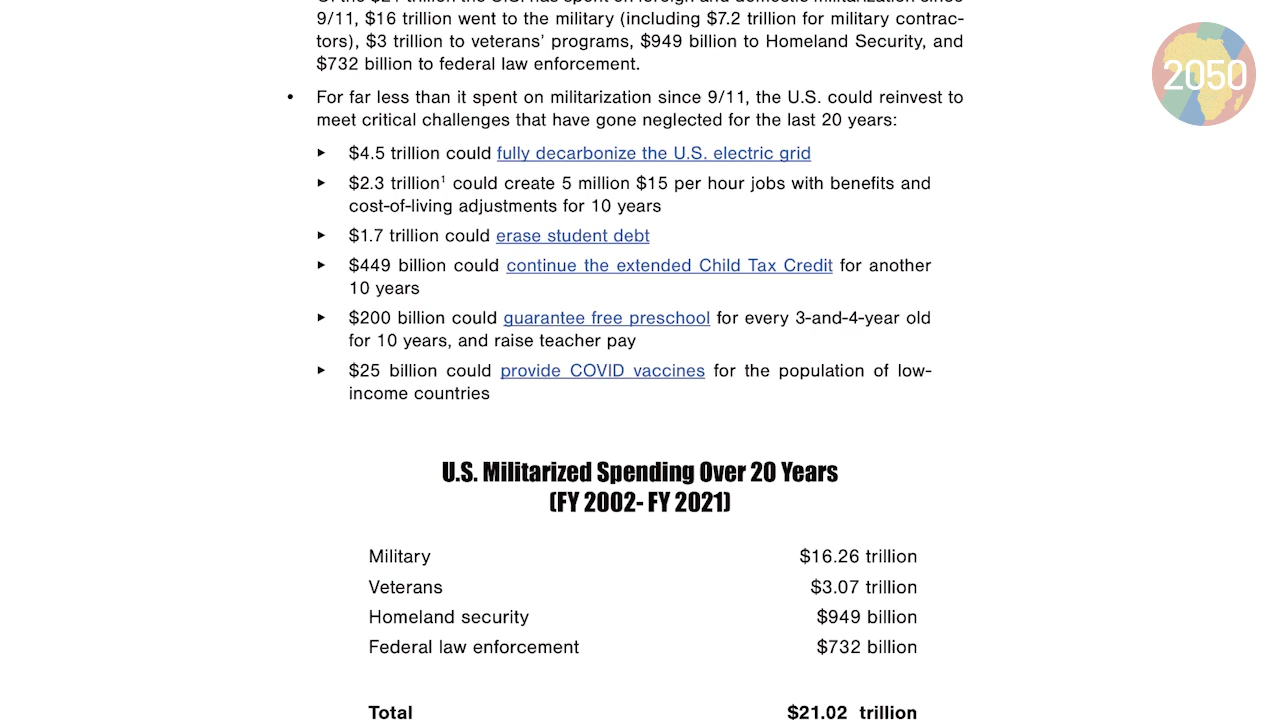 9/11, $16 trillion went to the military (including $7.2 trillion for military contrac-
tors), $3 trillion to veterans' programs, $949 billion to Homeland Security, and
$732 billion to federal law enforcement.
• For far less than it spent on militarization since 9/11, the U.S. could reinvest to
meet critical challenges that have gone neglected for the last 20 years:
▸ $4.5 trillion could fully decarbonize the U.S. electric grid
▸ $2.3 trillion¹ could create 5 million $15 per hour jobs with benefits and
cost-of-living adjustments for 10 years
▸ $1.7 trillion could erase student debt
▸ $449 billion could continue the extended Child Tax Credit for another
10 years
▸ $200 billion could guarantee free preschool for every 3-and-4-year old
for 10 years, and raise teacher pay
▸ $25 billion could provide COVID vaccines for the population of low-
income countries
U.S. Militarized Spending Over 20 Years
(FY 2002- FY 2021)
Military $16.26 trillion
Veterans $3.07 trillion
Homeland security $949 billion
Federal law enforcement $732 billion
Total $21.02 trillion
2050